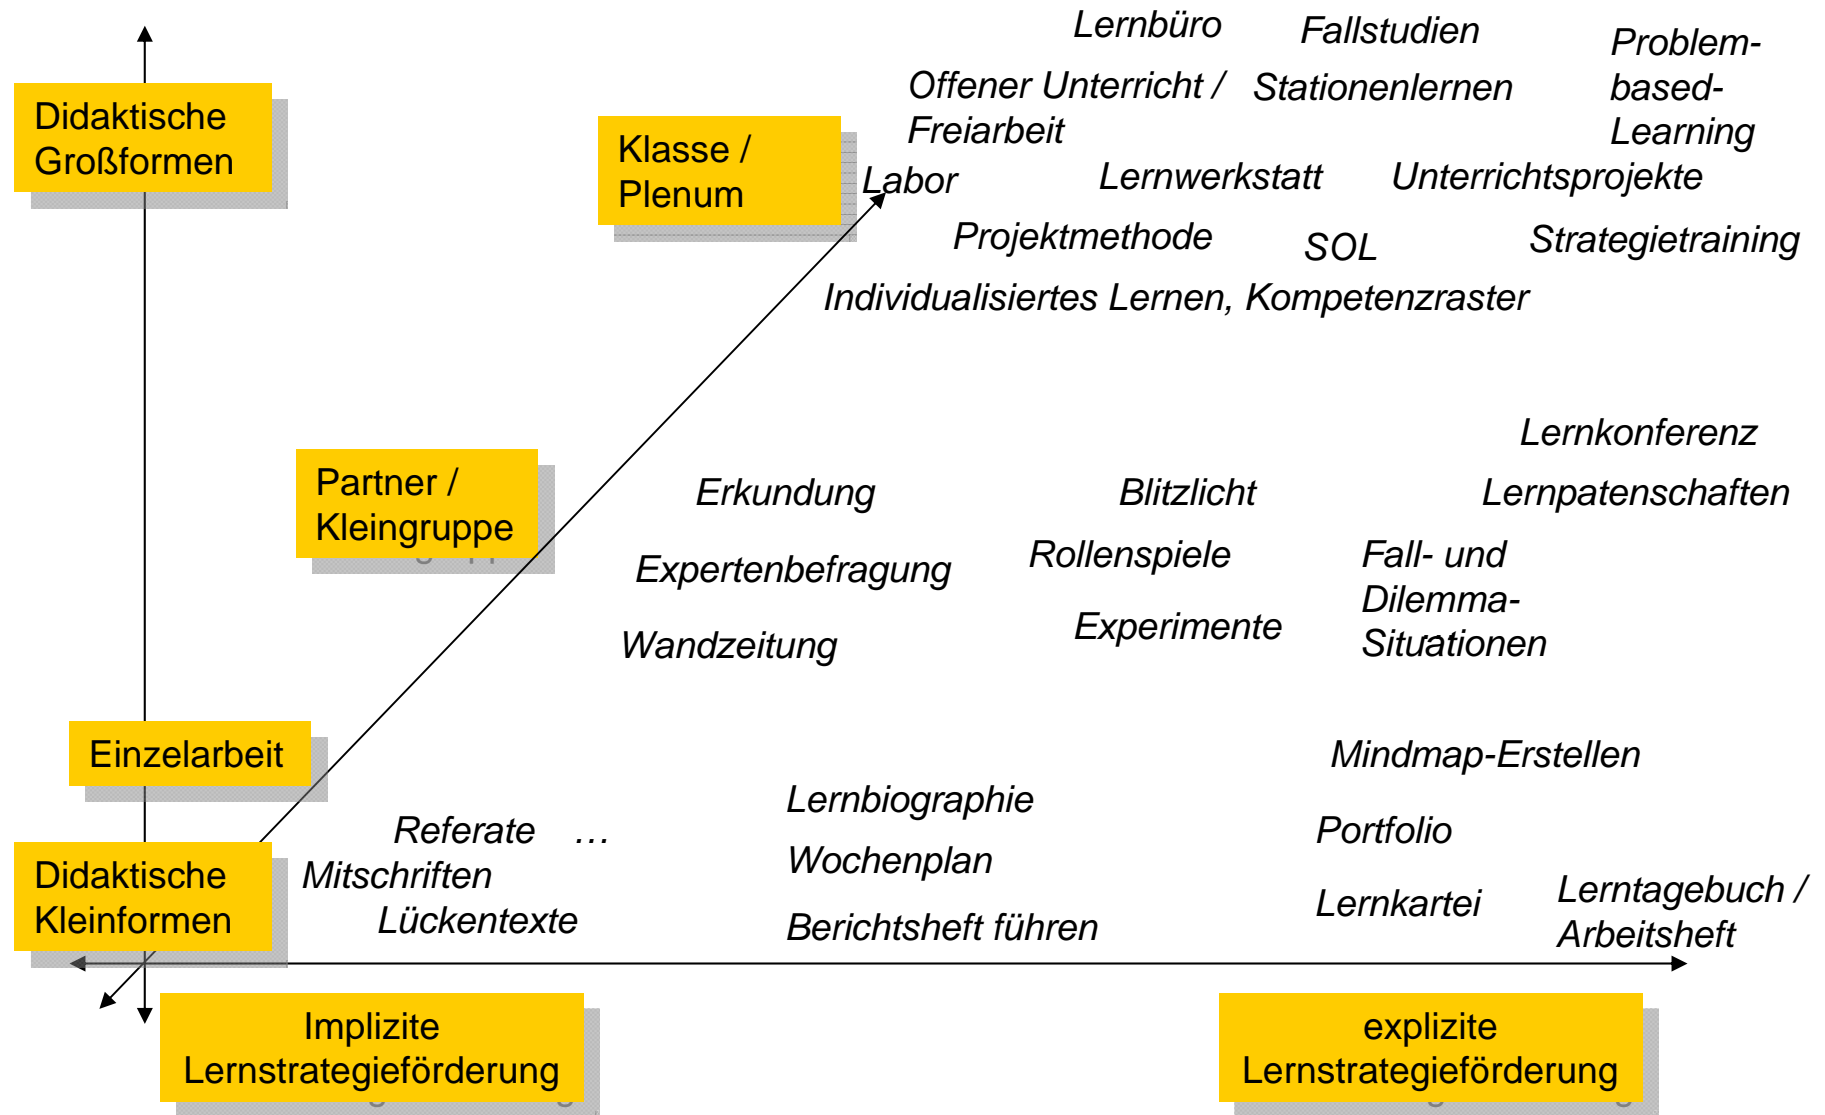 Lernbüro
Fallstudien
Problem-
based-
Learning
Offener Unterricht /
Freiarbeit
Stationenlernen
Didaktische
Großformen
Klasse /
Plenum
Labor
Lernwerkstatt
Unterrichtsprojekte
Projektmethode
SOL
Strategietraining
Individualisiertes Lernen, Kompetenzraster
Lernkonferenz
Partner /
Kleingruppe
Erkundung
Blitzlicht
Lernpatenschaften
Expertenbefragung
Rollenspiele
Fall- und
Dilemma-
Situationen
Wandzeitung
Experimente
Einzelarbeit
Mindmap-Erstellen
Lernbiographie
Referate …
Portfolio
Didaktische
Kleinformen
Mitschriften
Wochenplan
Lückentexte
Berichtsheft führen
Lernkartei
Lerntagebuch /
Arbeitsheft
Implizite
Lernstrategieförderung
explizite
Lernstrategieförderung